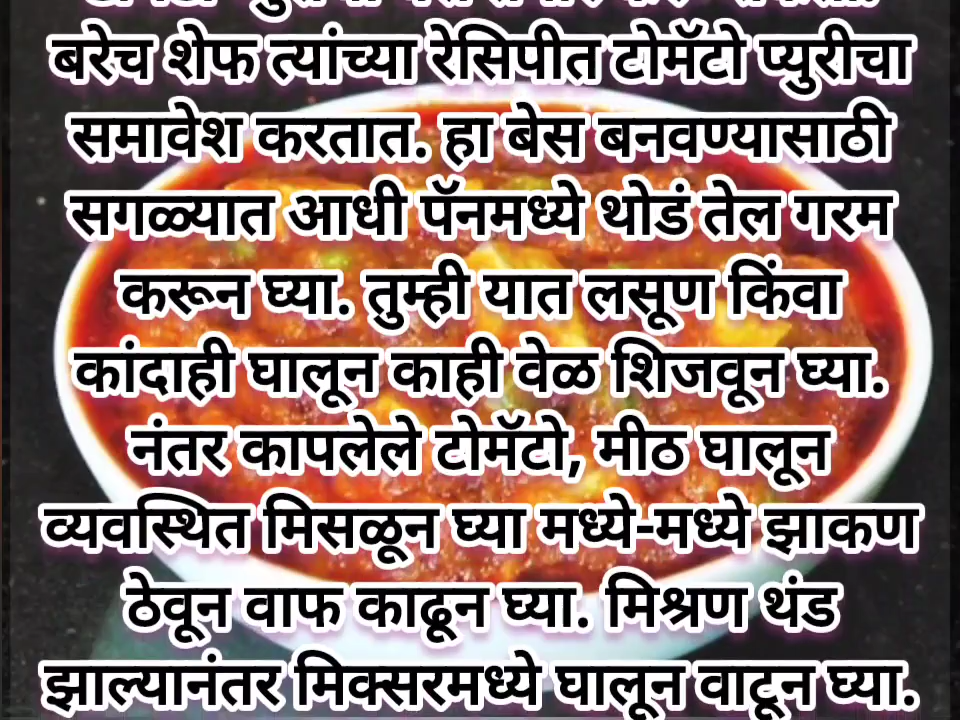 बरेच शेफ त्यांच्या रेसिपीत टोमॅटो प्युरीचा
समावेश करतात. हा बेस बनवण्यासाठी
सगळ्यात आधी पॅनमध्ये थोडं तेल गरम
करून घ्या. तुम्ही यात लसूण किंवा
कांदाही घालून काही वेळ शिजवून घ्या.
नंतर कापलेले टोमॅटो, मीठ घालून
व्यवस्थित मिसळून घ्या मध्ये-मध्ये झाकण
ठेवून वाफ काढून घ्या. मिश्रण थंड
झाल्यानंतर मिक्सरमध्ये घालून वाटून घ्या.